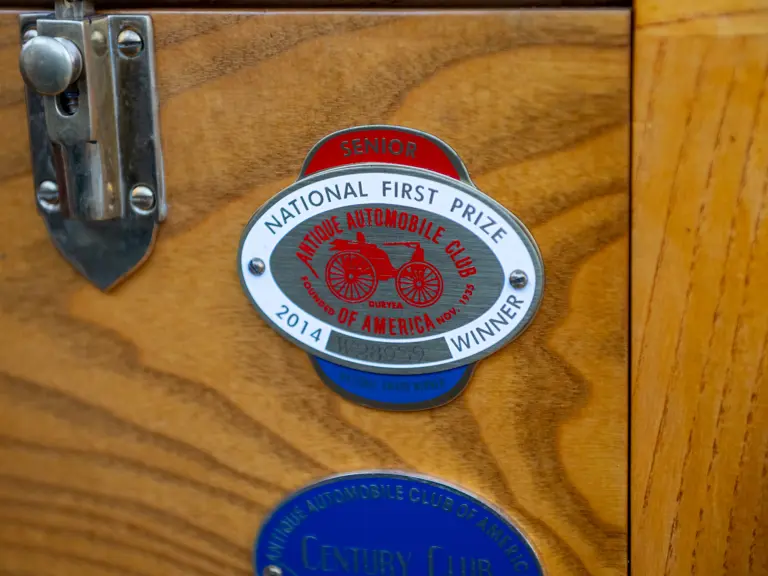 SENIOR
NATIONAL FIRST PRIZE
ANTIQUE AUTOMOBILE CLUB
DURYEA
FOUNDED NOV. 1935
OF AMERICA
2014 WINNER
ANTIQUE AUTOMOBILE CLUB OF AMERICA
CENTURY CLUB